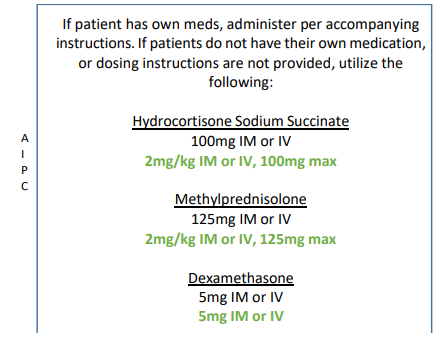 If patient has own meds, administer per accompanying
instructions. If patients do not have their own medication,
or dosing instructions are not provided, utilize the
following:
A
I
P
C
Hydrocortisone Sodium Succinate
100mg IM or IV
2mg/kg IM or IV, 100mg max
Methylprednisolone
125mg IM or IV
2mg/kg IM or IV, 125mg max
Dexamethasone
5mg IM or IV
5mg IM or IV